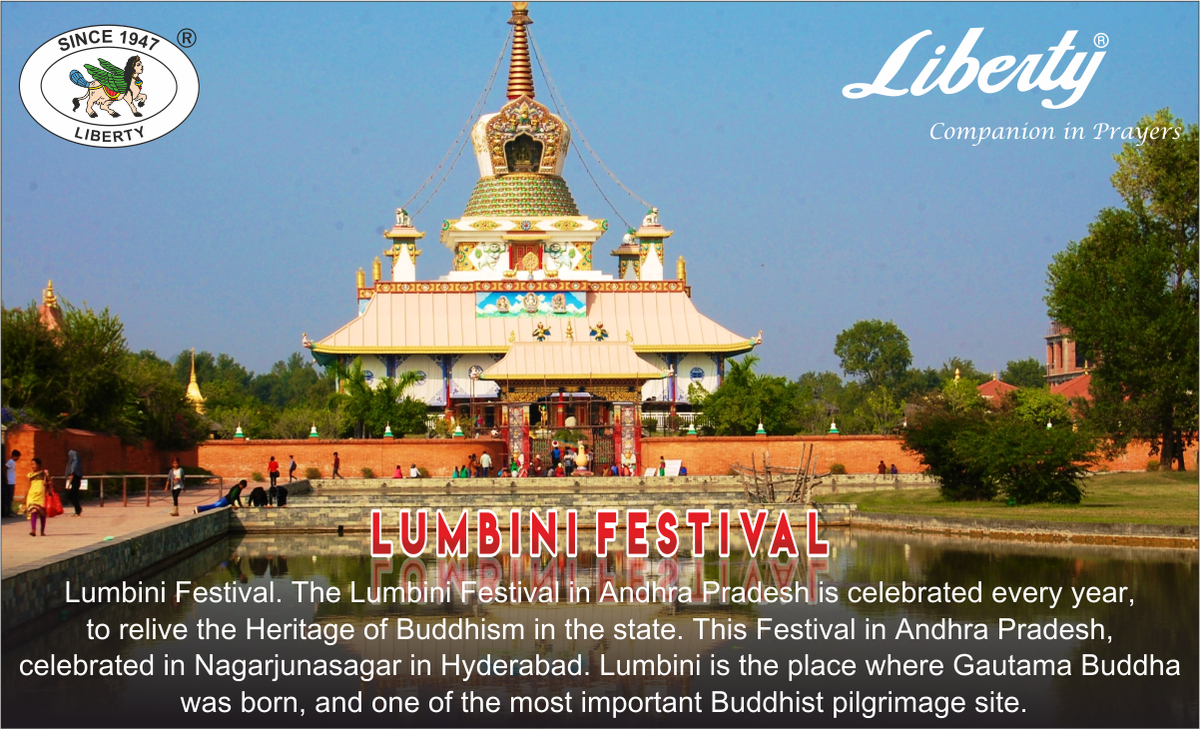 SINCE 1947
®
LIBERTY
Liberty®
Companion in Prayers
LUMBINI FESTIVAL
Lumbini Festival. The Lumbini Festival in Andhra Pradesh is celebrated every year,
to relive the Heritage of Buddhism in the state. This Festival in Andhra Pradesh,
celebrated in Nagarjunasagar in Hyderabad. Lumbini is the place where Gautama Buddha
was born, and one of the most important Buddhist pilgrimage site.